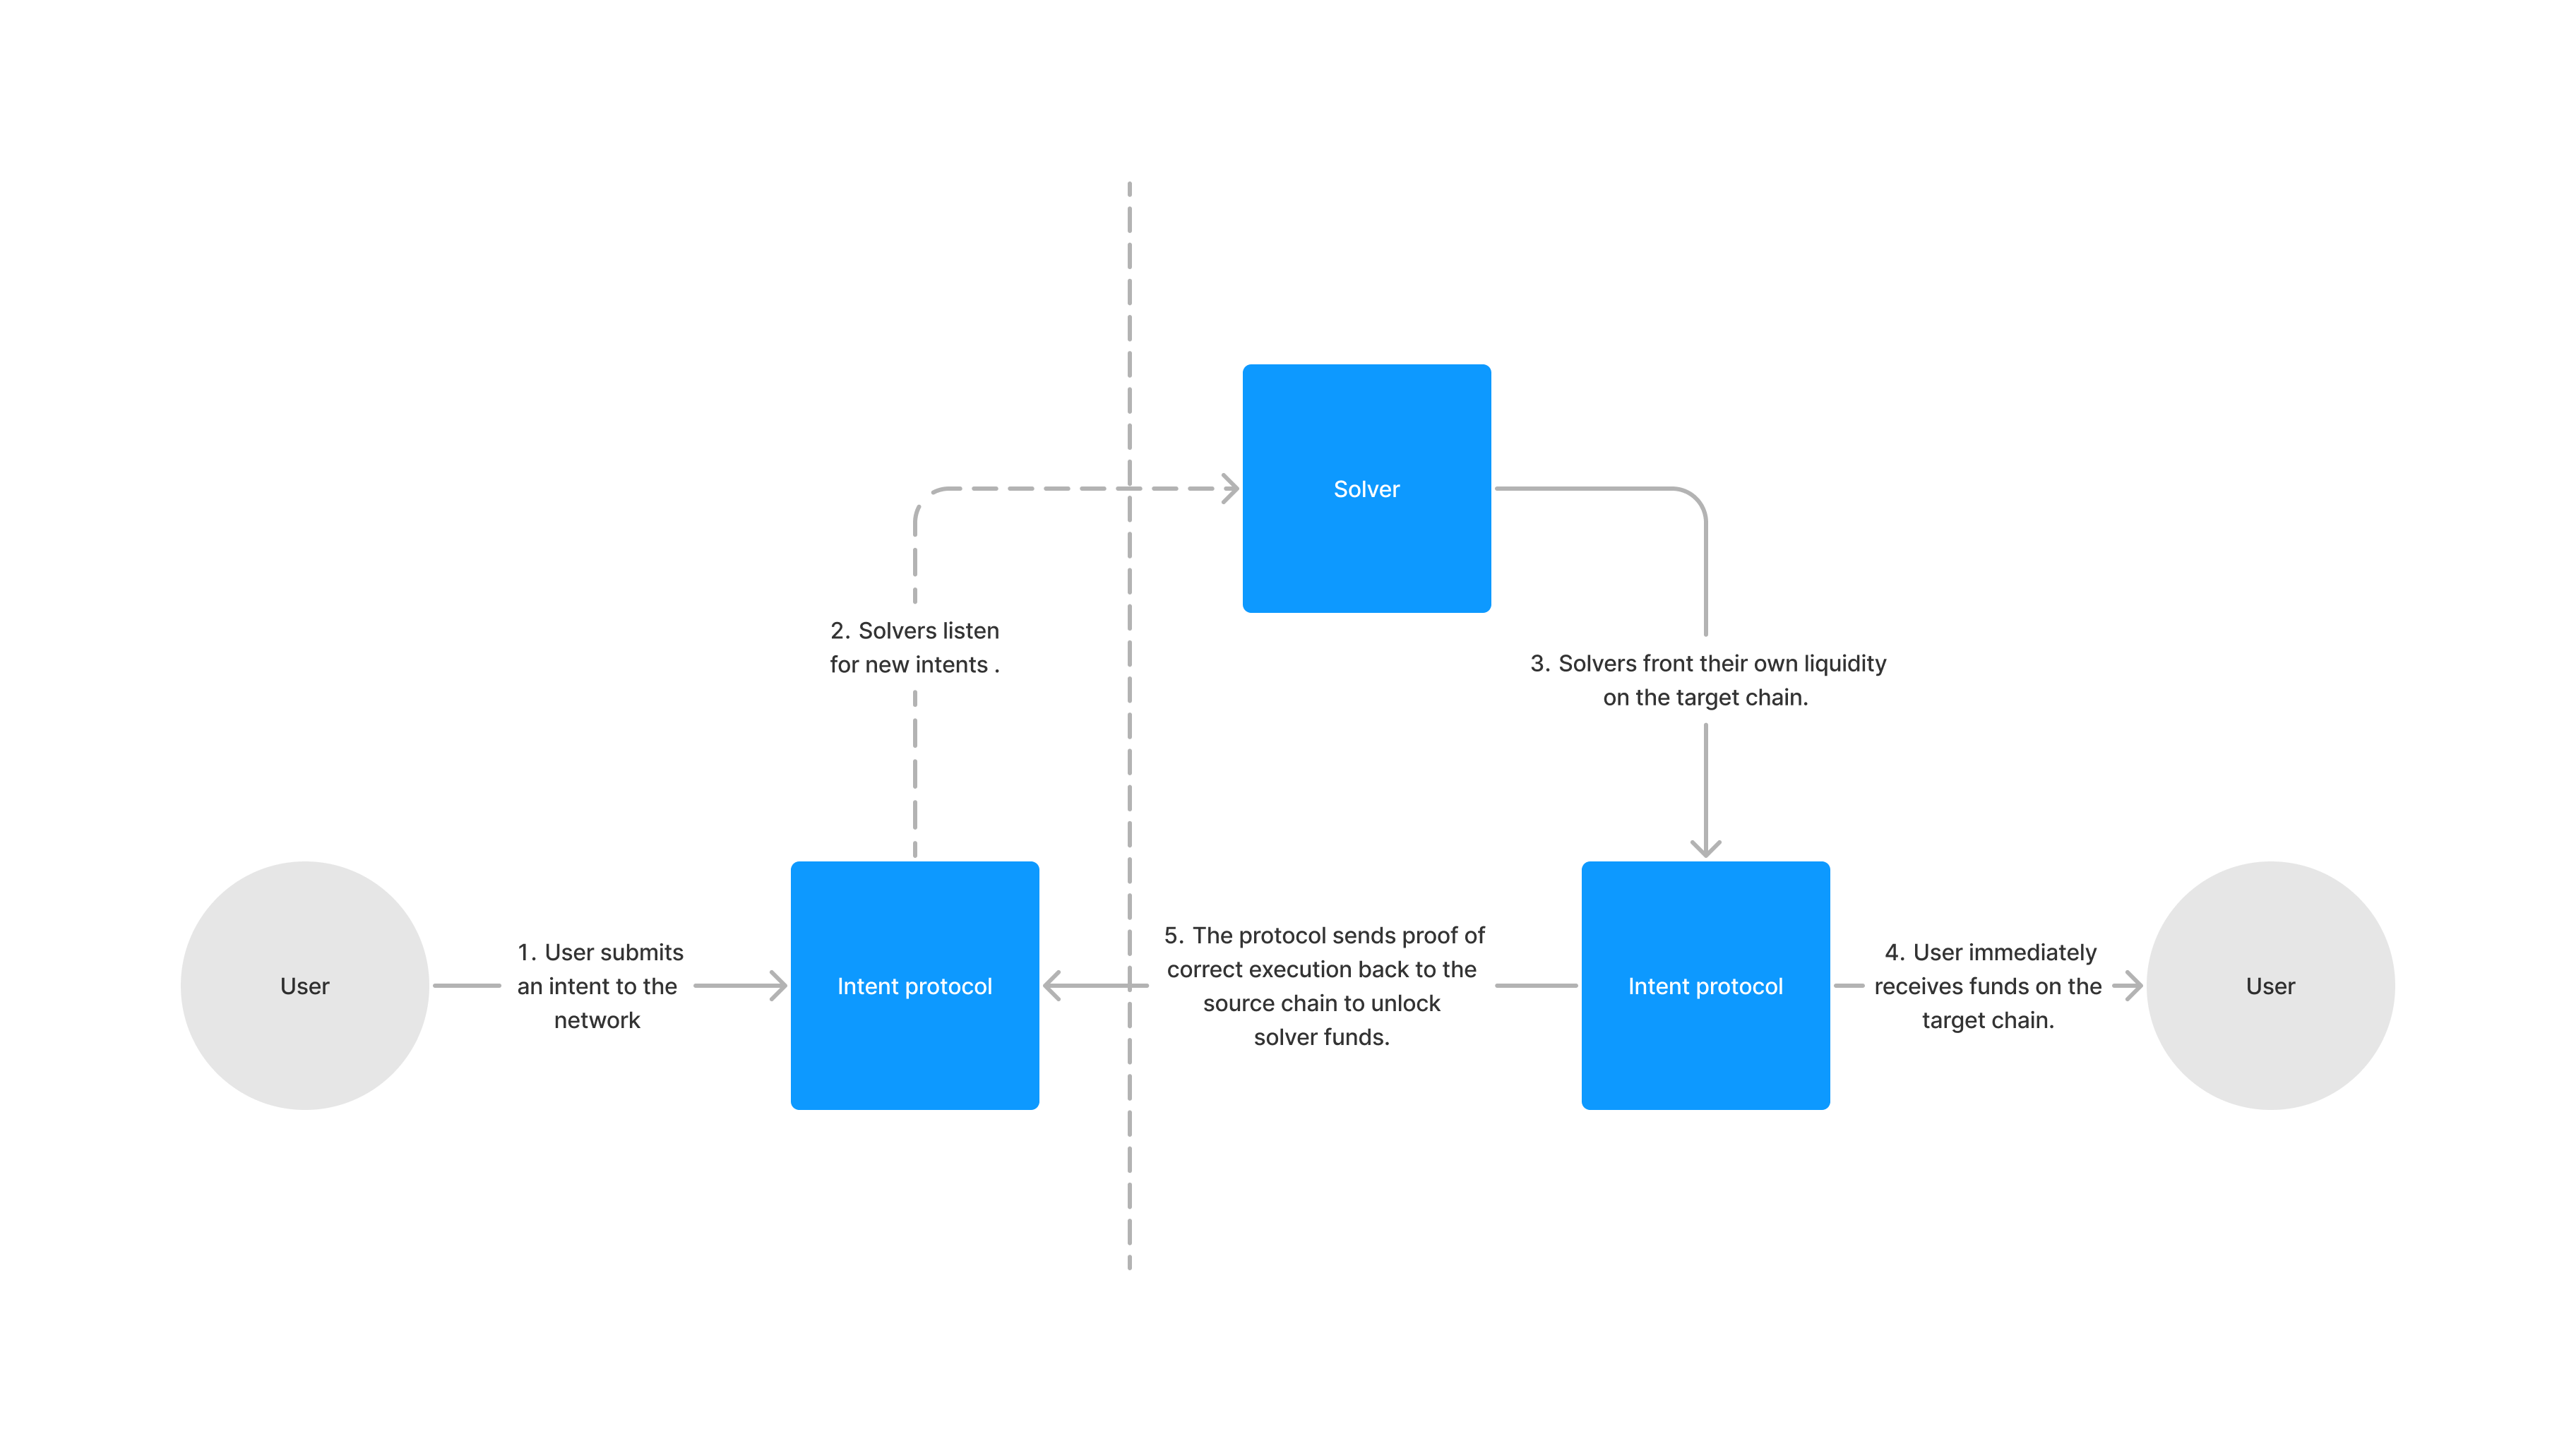 Solver
2. Solvers listen
for new intents .
3. Solvers front their own liquidity
on the target chain.
User
1. User submits
an intent to the
network
Intent protocol
5. The protocol sends proof of
correct execution back to the
source chain to unlock
solver funds.
Intent protocol
4. User immediately
receives funds on the
target chain.
User